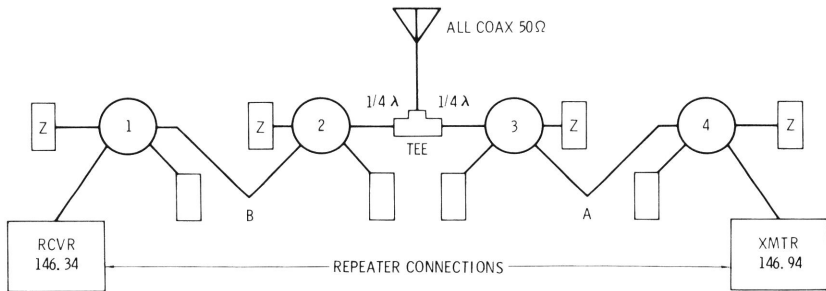 ALL COAX 50Ω
1/4 λ 1/4 λ
Z 1 Z 2 TEE 3 Z 4 Z
B A
RCVR
146.34
REPEATER CONNECTIONS
XMTR
146.94